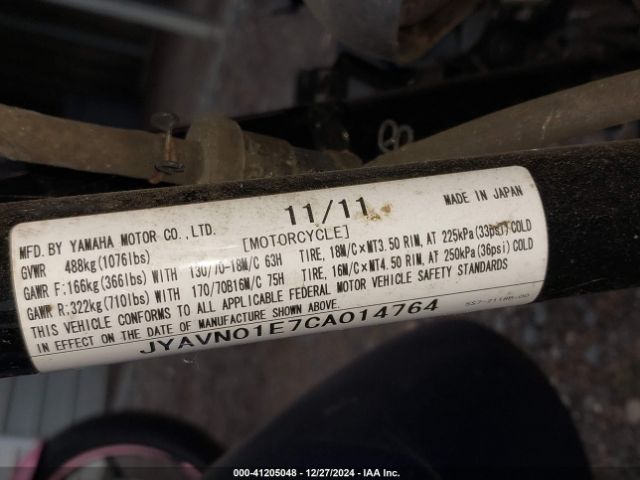 11/11
MADE IN JAPAN
MFD. BY YAMAHA MOTOR CO., LTD.
[MOTORCYCLE]
GVWR 488kg(1076lbs)
GAWR F:166kg(366lbs)WITH 130/70-18M/C 63H TIRE, 18M/C×MT3.50 RIM, AT 225kPa(33psi)COLD
GAWR R:322kg(710lbs)WITH 170/70B16M/C 75H TIRE, 16M/C×MT4.50 RIM, AT 250kPa(36psi)COLD
THIS VEHICLE CONFORMS TO ALL APPLICABLE FEDERAL MOTOR VEHICLE SAFETY STANDARDS
IN EFFECT ON THE DATE OF MANUFACTURE SHOWN ABOVE.
JYAVN01E7CA014764
000-41205048 - 12/27/2024 - IAA Inc.